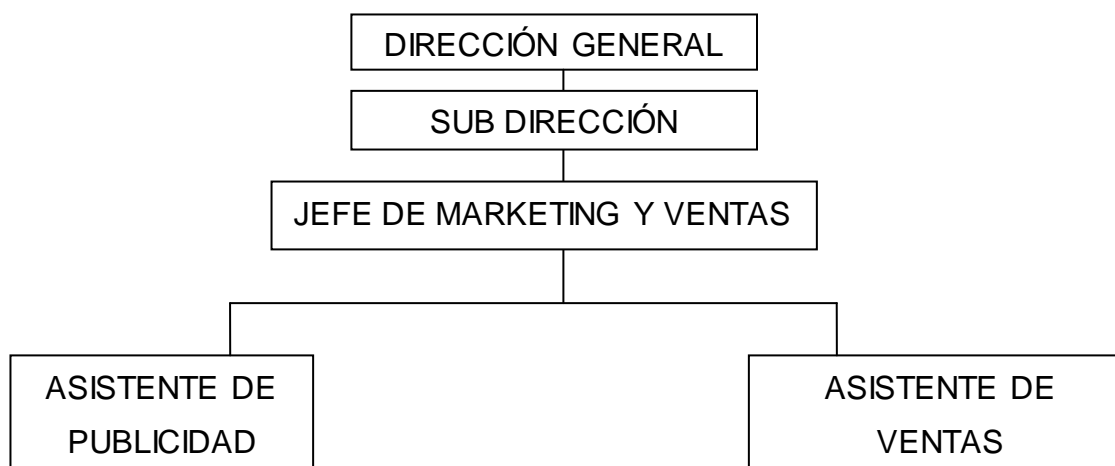 DIRECCIÓN GENERAL
SUB DIRECCIÓN
JEFE DE MARKETING Y VENTAS
ASISTENTE DE
PUBLICIDAD
ASISTENTE DE
VENTAS